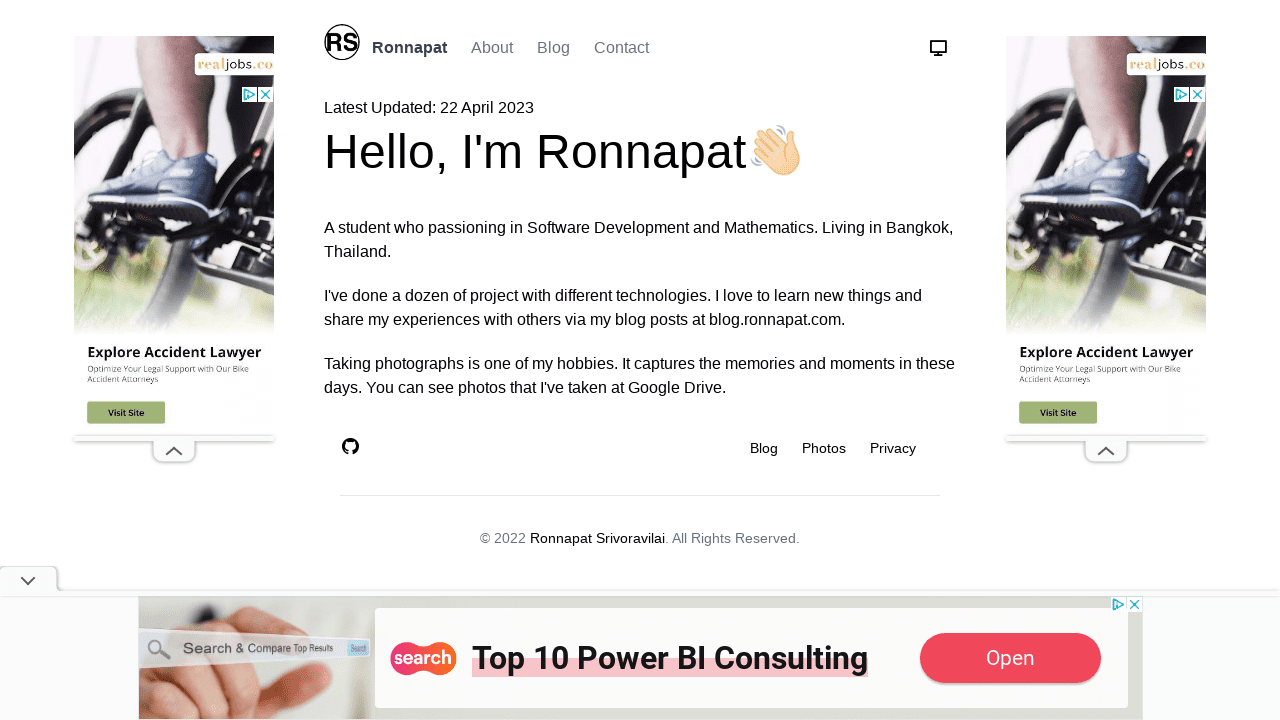 RS
Ronnapat
About
Blog
Contact
Latest Updated: 22 April 2023
Hello, I'm Ronnapat
A student who passioning in Software Development and Mathematics. Living in Bangkok,
Thailand.
I've done a dozen of project with different technologies. I love to learn new things and
share my experiences with others via my blog posts at blog.ronnapat.com.
Taking photographs is one of my hobbies. It captures the memories and moments in these
days. You can see photos that I've taken at Google Drive.
Blog
Photos
Privacy
© 2022 Ronnapat Srivoravilai. All Rights Reserved.
realjobs.co
Explore Accident Lawyer
Optimize Your Legal Support with Our Bike
Accident Attorneys
Visit Site
realjobs.co
Explore Accident Lawyer
Optimize Your Legal Support with Our Bike
Accident Attorneys
Visit Site
Search & Compare Top Results
Search
search
Top 10 Power BI Consulting
Open